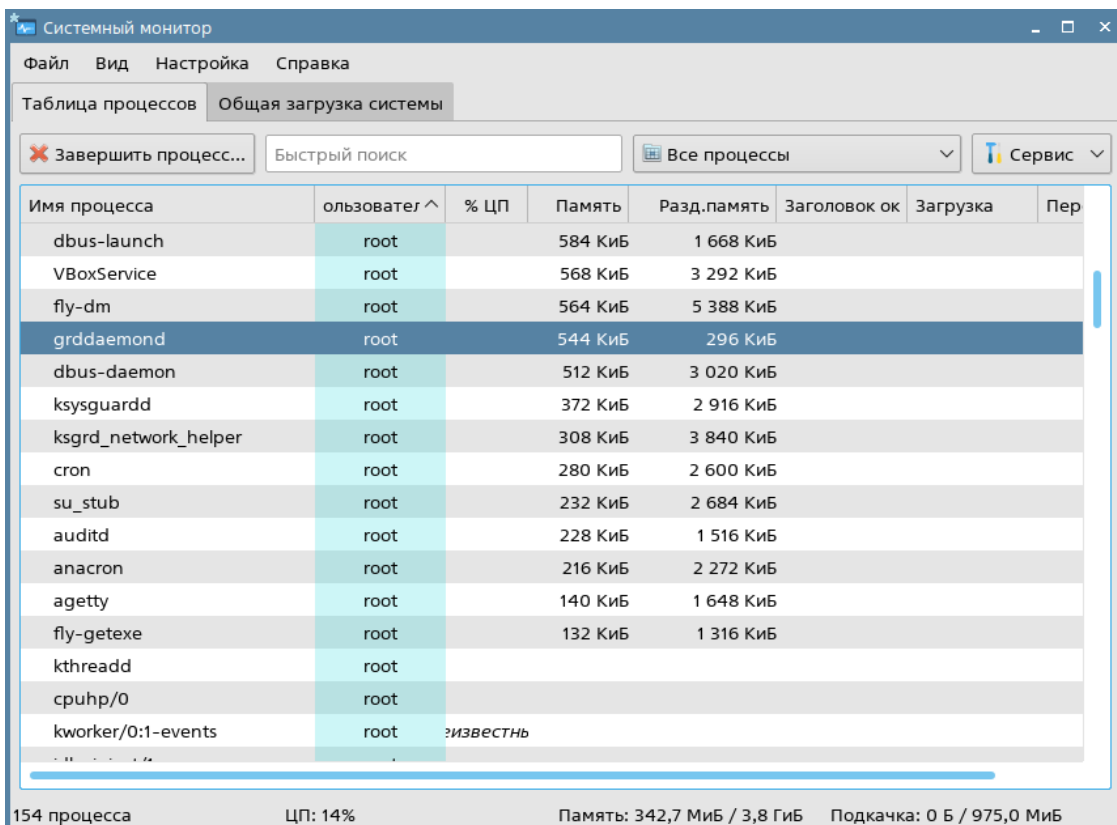 Системный монитор
Файл Вид Настройка Справка
Таблица процессов Общая загрузка системы
Завершить процесс... Быстрый поиск Все процессы Сервис
Имя процесса ользовател % ЦП Память Разд.память Заголовок ок Загрузка Пер
dbus-launch root 584 КиБ 1 668 КиБ
VBoxService root 568 КиБ 3 292 КиБ
fly-dm root 564 КиБ 5 388 КиБ
grddaemond root 544 КиБ 296 КиБ
dbus-daemon root 512 КиБ 3 020 КиБ
ksysguardd root 372 КиБ 2 916 КиБ
ksgrd_network_helper root 308 КиБ 3 840 КиБ
cron root 280 КиБ 2 600 КиБ
su_stub root 232 КиБ 2 684 КиБ
auditd root 228 КиБ 1 516 КиБ
anacron root 216 КиБ 2 272 КиБ
agetty root 140 КиБ 1 648 КиБ
fly-getexe root 132 КиБ 1 316 КиБ
kthreadd root
cpuhp/0 root
kworker/0:1-events root еизвестнь
154 процесса ЦП: 14% Память: 342,7 МиБ / 3,8 ГиБ Подкачка: 0 Б / 975,0 МиБ